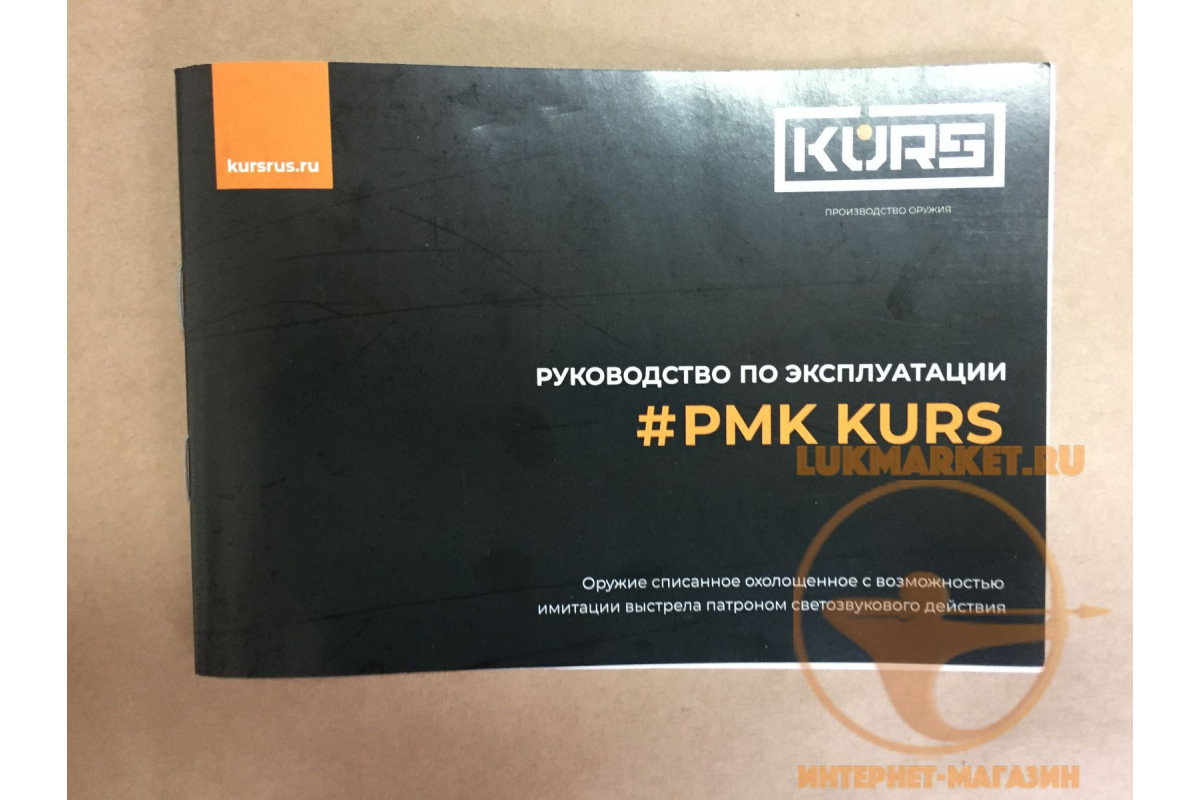 kursrus.ru
KURS
ПРОИЗВОДСТВО ОРУЖИЯ
РУКОВОДСТВО ПО ЭКСПЛУАТАЦИИ
#PMK KURS
LUKMARKET.RU
Оружие списанное охолощенное с возможностью
имитации выстрела патроном светозвукового действия
ИНТЕРНЕТ-МАГАЗИН